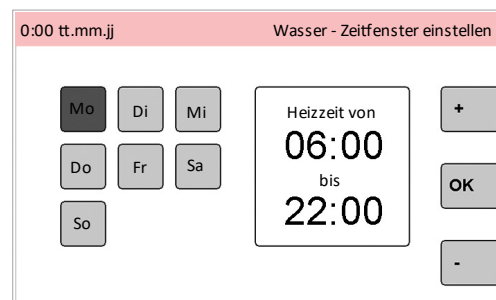 0:00 tt.mm.jj Wasser - Zeitfenster einstellen
Mo Di Mi
Do Fr Sa
So
Heizzeit von
06:00
bis
22:00
+
OK
-